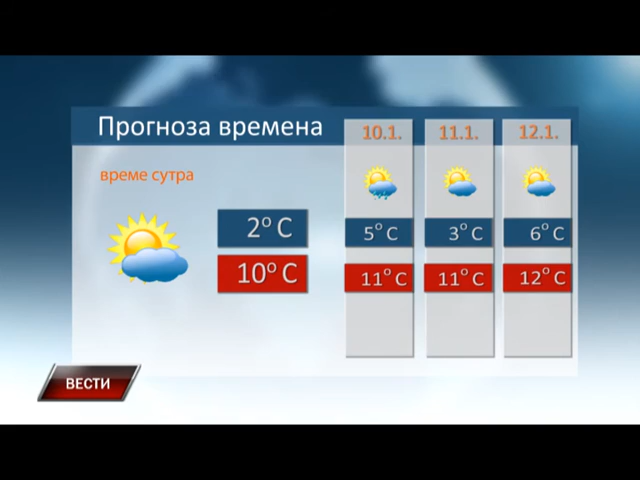 Прогноза времена
време сутра
2° C
10° C
10.1.
11.1.
12.1.
5° C
3° C
6° C
11° C
11° C
12° C
ВЕСТИ